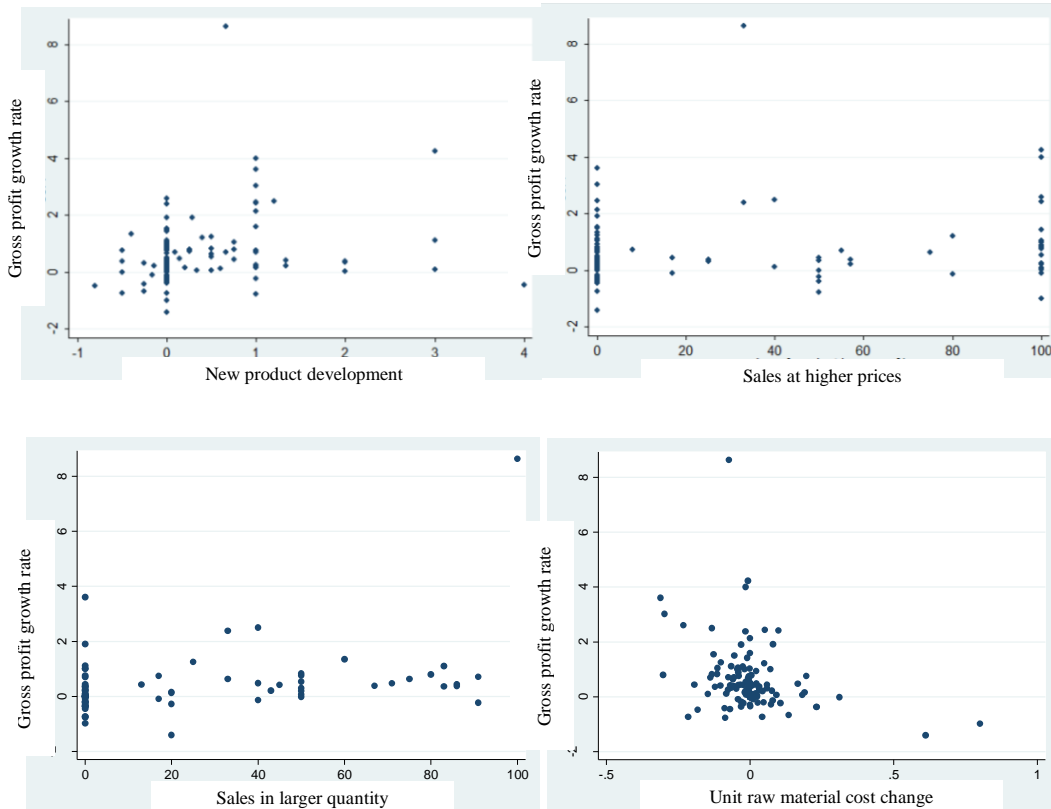 Gross profit growth rate
8
6
4
2
0
-2
-1 0 1 2 3 4
New product development
Gross profit growth rate
8
6
4
2
0
-2
0 20 40 60 80 100
Sales at higher prices
Gross profit growth rate
8
6
4
2
0
0 20 40 60 80 100
Sales in larger quantity
Gross profit growth rate
8
6
4
2
0
-.5 0 .5 1
Unit raw material cost change